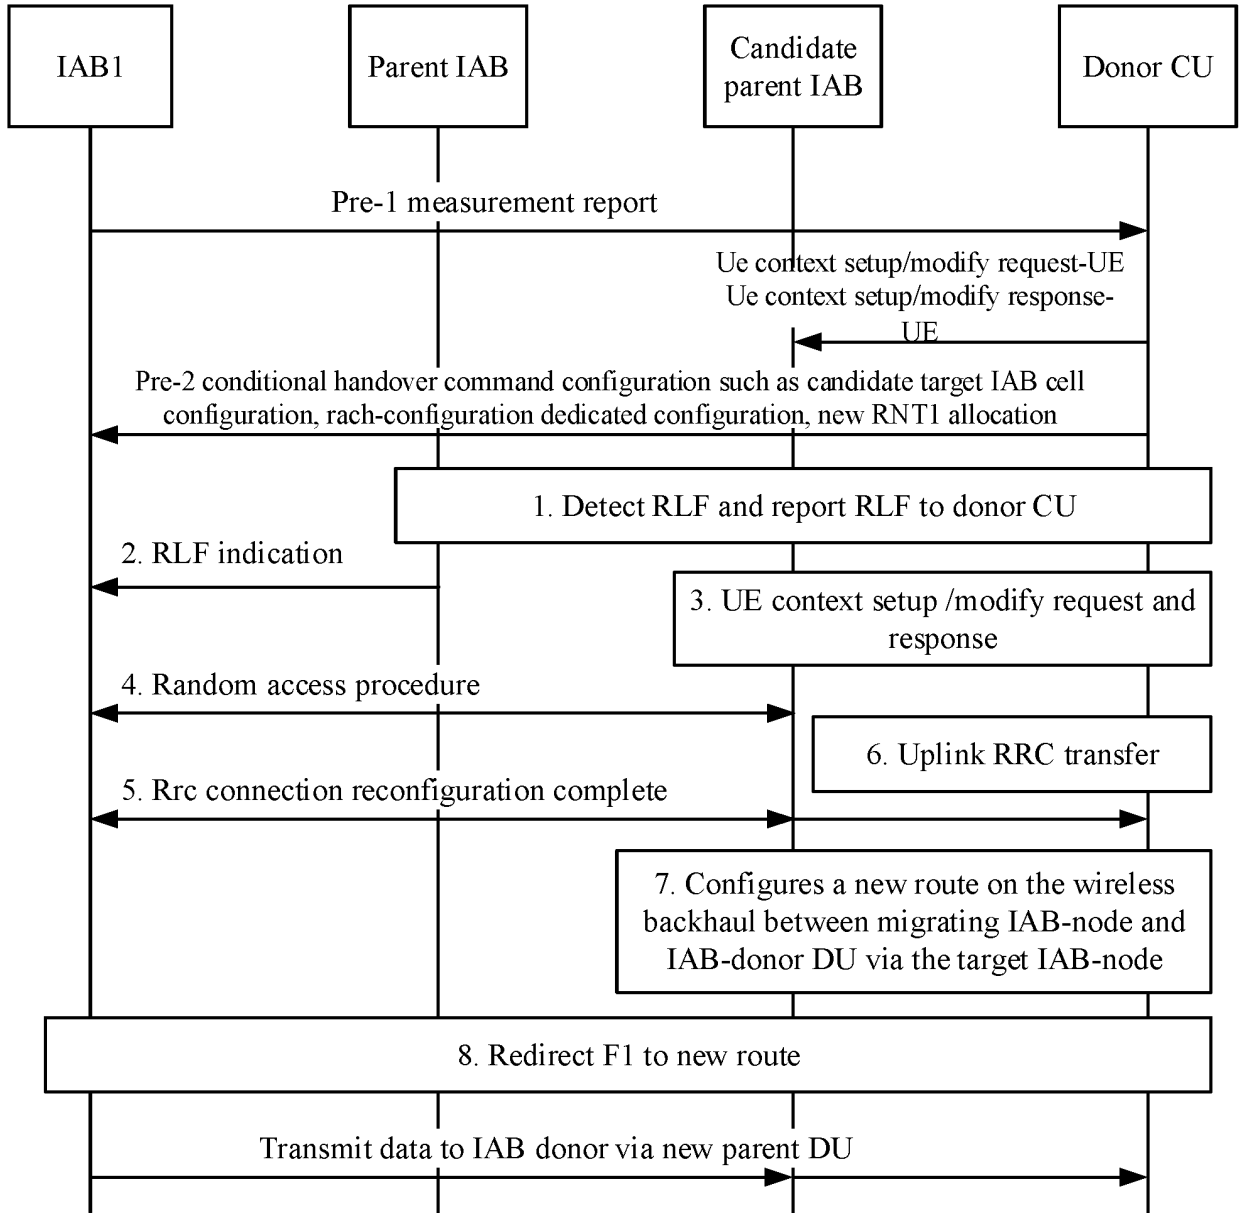 IAB1
Parent IAB
Candidate
parent IAB
Donor CU
Pre-1 measurement report
Ue context setup/modify request-UE
Ue context setup/modify response-
UE
Pre-2 conditional handover command configuration such as candidate target IAB cell
configuration, rach-configuration dedicated configuration, new RNT1 allocation
1. Detect RLF and report RLF to donor CU
2. RLF indication
3. UE context setup /modify request and
response
4. Random access procedure
6. Uplink RRC transfer
5. Rrc connection reconfiguration complete
7. Configures a new route on the wireless
backhaul between migrating IAB-node and
IAB-donor DU via the target IAB-node
8. Redirect F1 to new route
Transmit data to IAB donor via new parent DU